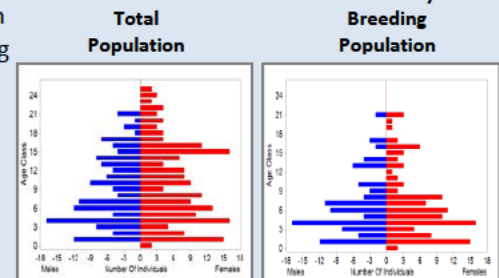 Total
Population
24
21
18
15
12
9
6
3
0
Age Class
-18 -15 -12 -9 -6 -3 0 3 6 9 12 15 18
Males Number Of Individuals Females
Breeding
Population
24
21
18
15
12
9
6
3
0
Age Class
-18 -15 -12 -9 -6 -3 0 3 6 9 12 15 18
Males Number Of Individuals Females